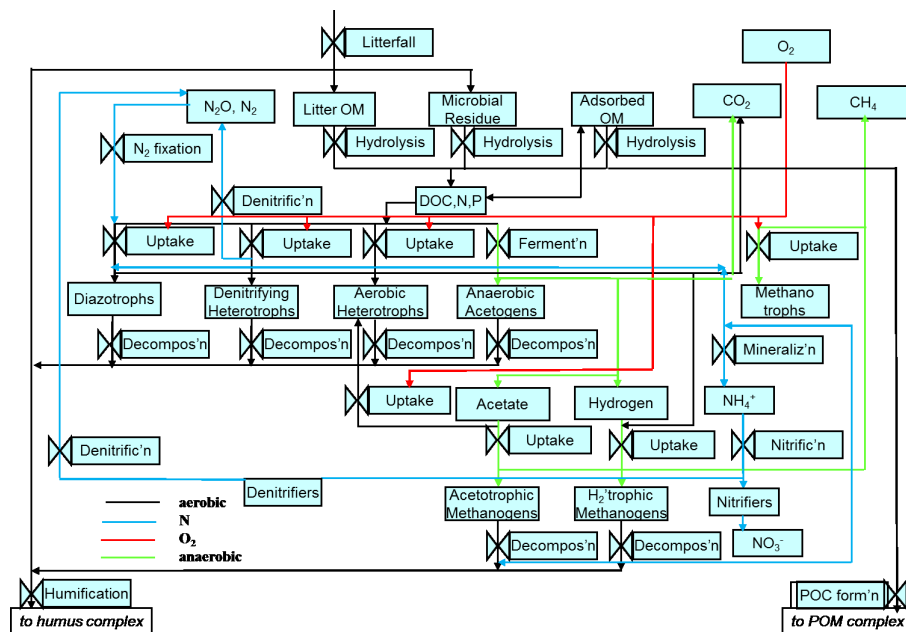 Litterfall
O2
N2O, N2
Litter OM
Microbial
Residue
Adsorbed
OM
CO2
CH4
N2 fixation
Hydrolysis
Hydrolysis
Hydrolysis
Denitrific'n
DOC,N,P
Uptake
Uptake
Uptake
Ferment'n
Uptake
Diazotrophs
Denitrifying
Heterotrophs
Aerobic
Heterotrophs
Anaerobic
Acetogens
Methano
trophs
Decompos'n
Decompos'n
Decompos'n
Decompos'n
Mineraliz'n
Uptake
Acetate
Hydrogen
NH4+
Denitrific'n
Uptake
Uptake
Nitrific'n
Denitrifiers
Acetotrophic
Methanogens
H2'trophic
Methanogens
Nitrifiers
aerobic
N
O2
anaerobic
Decompos'n
Decompos'n
NO3-
Humification
POC form'n
to humus complex
to POM complex